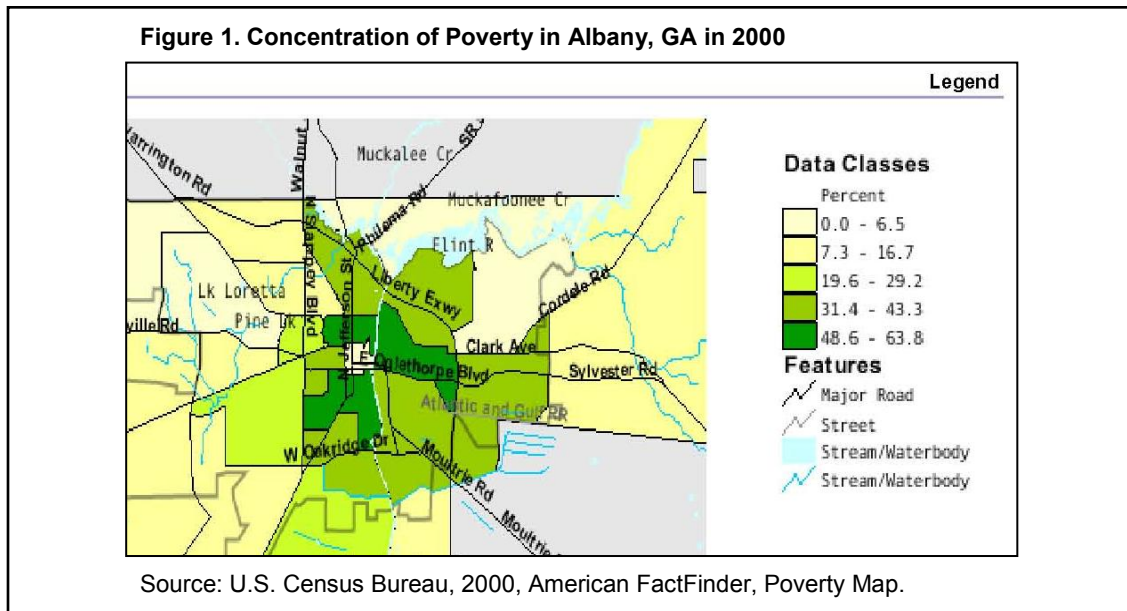 Figure 1. Concentration of Poverty in Albany, GA in 2000
Legend
Data Classes
Percent
0.0 - 6.5
7.3 - 16.7
19.6 - 29.2
31.4 - 43.3
48.6 - 63.8
Features
Major Road
Street
Stream/Waterbody
Stream/Waterbody
Muckalee Cr
SR
Walnut
Muckafoonee Cr
Philema Rd
N Slappey Blvd
Flint R
N Jefferson St
Liberty Exwy
Lk Loretta
Cordele Rd
ville Rd
Clark Ave
Oglethorpe Blvd
Sylvester Rd
Atlantic and Gulf RR
W Oakridge Dr
Moultrie Rd
Source: U.S. Census Bureau, 2000, American FactFinder, Poverty Map.